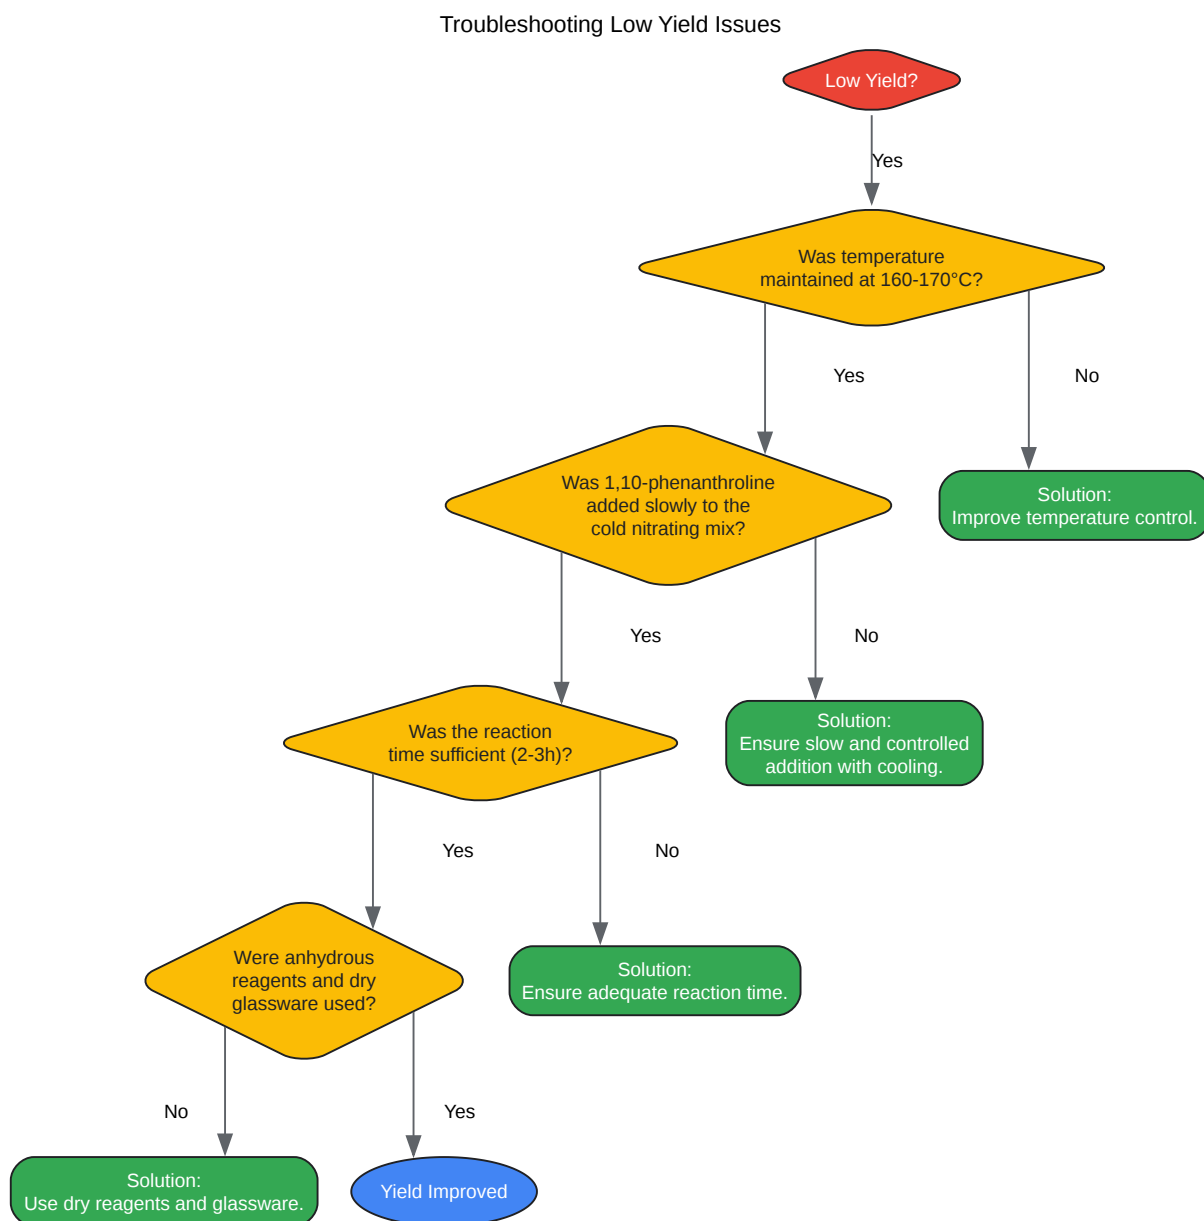 Troubleshooting Low Yield Issues
Low Yield?
Yes
Was temperature
maintained at 160-170°C?
Yes
No
Was 1,10-phenanthroline
added slowly to the
cold nitrating mix?
Solution:
Improve temperature control.
Yes
No
Was the reaction
time sufficient (2-3h)?
Solution:
Ensure slow and controlled
addition with cooling.
Yes
No
Were anhydrous
reagents and dry
glassware used?
Solution:
Ensure adequate reaction time.
No
Yes
Solution:
Use dry reagents and glassware.
Yield Improved